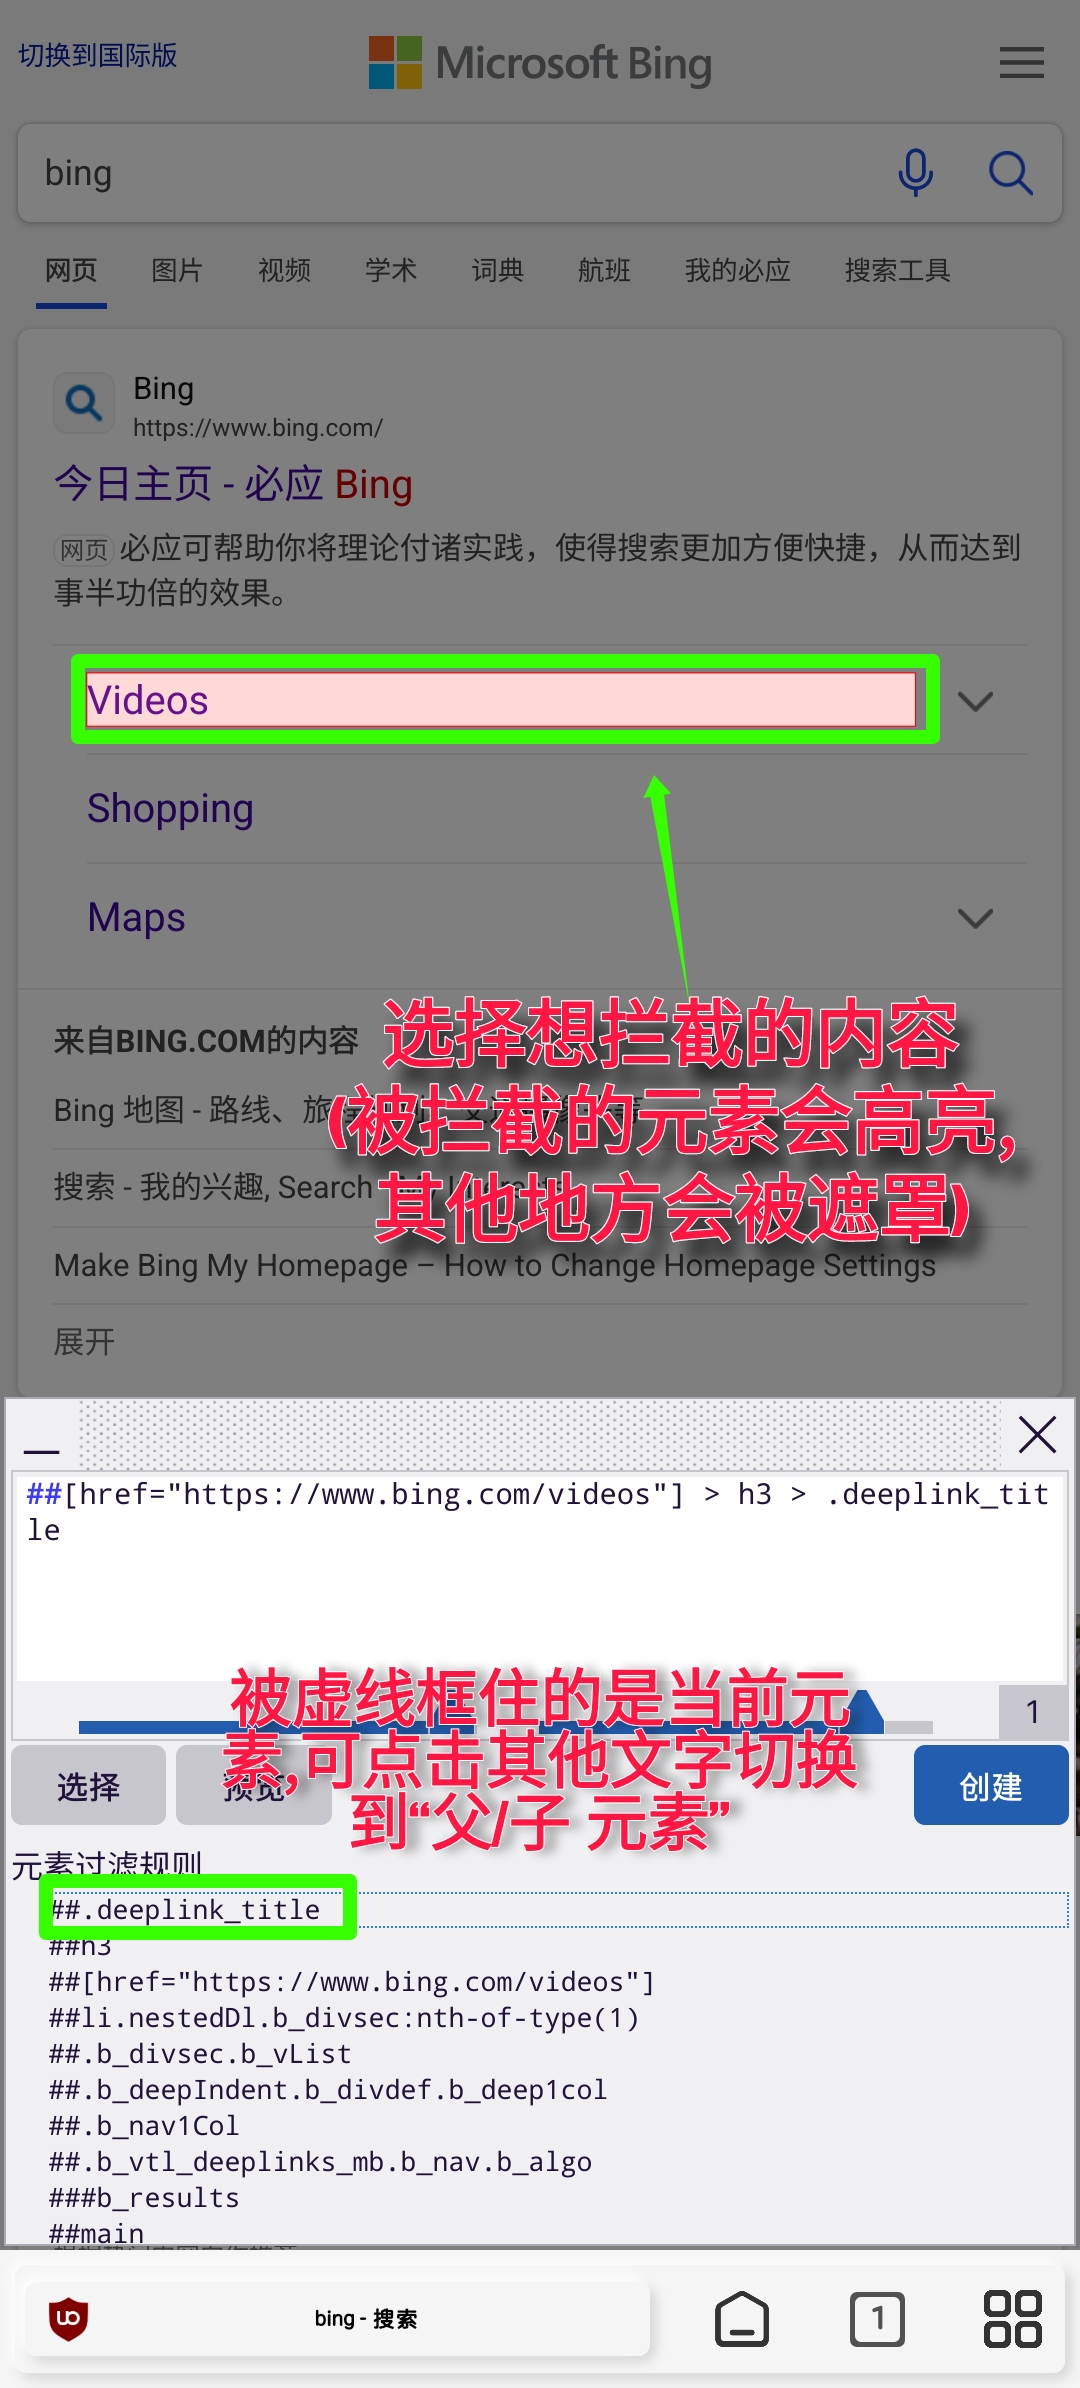 切换到国际版
Microsoft Bing
bing
网页 图片 视频 学术 词典 航班 我的必应 搜索工具
Bing
https://www.bing.com/
今日主页 - 必应 Bing
网页 必应可帮助你将理论付诸实践，使得搜索更加方便快捷，从而达到
事半功倍的效果。
Videos
Shopping
Maps
选择想拦截的内容
(被拦截的元素会高亮,
其他地方会被遮罩)
来自BING.COM的内容
Bing 地图 - 路线、旅
搜索 - 我的兴趣, Search
Make Bing My Homepage – How to Change Homepage Settings
展开
##[href="https://www.bing.com/videos"] > h3 > .deeplink_tit
le
被虚线框住的是当前元
素,可点击其他文字切换
到“父/子 元素”
1
选择 预览 创建
元素过滤规则
##.deeplink_title
##h3
##[href="https://www.bing.com/videos"]
##li.nestedDl.b_divsec:nth-of-type(1)
##.b_divsec.b_vList
##.b_deepIndent.b_divdef.b_deep1col
##.b_nav1Col
##.b_vtl_deeplinks_mb.b_nav.b_algo
###b_results
##main
bing - 搜索
1